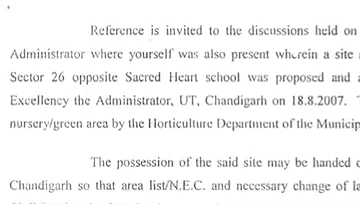 Reference is invited to the discussions held on
Administrator where yourself was also present wherein a site
Sector 26 opposite Sacred Heart school was proposed and
Excellency the Administrator, UT, Chandigarh on 18.8.2007.
nursery/green area by the Horticulture Department of the Municip
The possession of the said site may be handed
Chandigarh so that area list/N.E.C. and necessary change of la